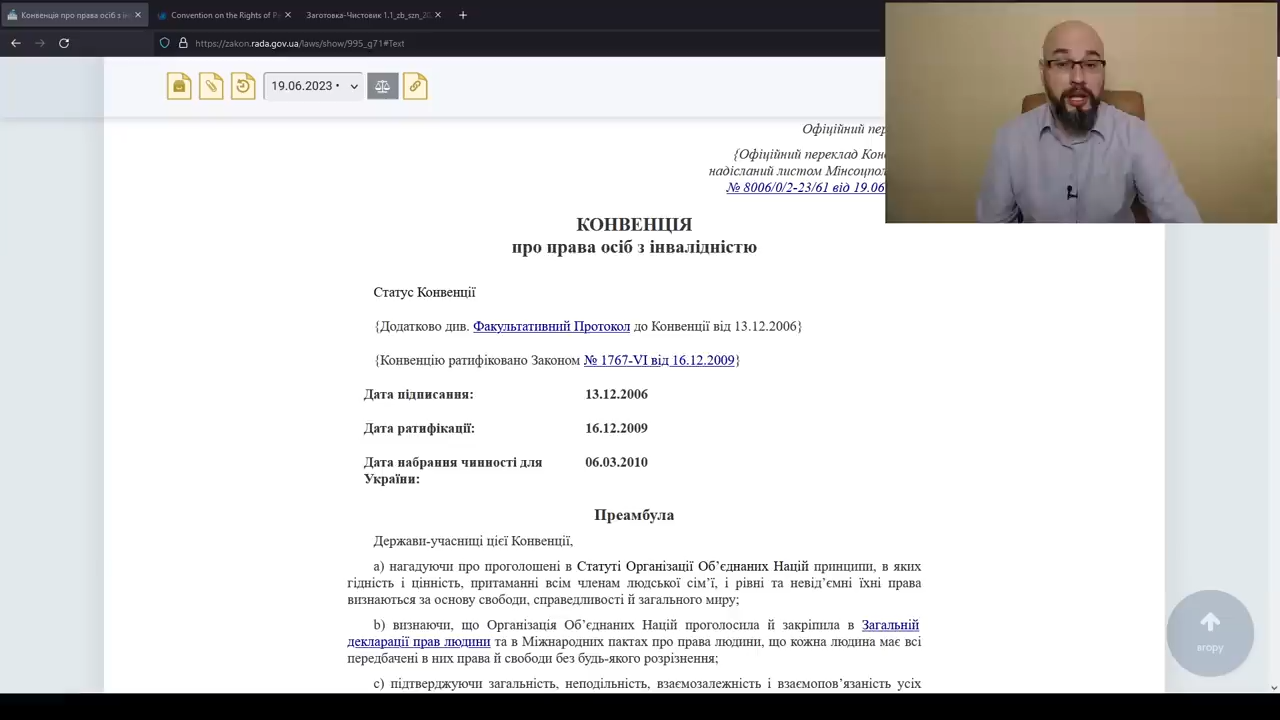 Конвенція про права осіб з ін
Convention on the Rights of Pe
Заготовка-Чистовик 1.1_zb_szn_20
https://zakon.rada.gov.ua/laws/show/995_g71#Text
19.06.2023 •
Офіційний пер
{Офіційний переклад Кон
надісланий листом Мінсоцпол
№ 8006/0/2-23/61 від 19.06
КОНВЕНЦІЯ
про права осіб з інвалідністю
Статус Конвенції
{Додатково див. Факультативний Протокол до Конвенції від 13.12.2006}
{Конвенцію ратифіковано Законом № 1767-VI від 16.12.2009}
Дата підписання: 13.12.2006
Дата ратифікації: 16.12.2009
Дата набрання чинності для 06.03.2010
України:
Преамбула
Держави-учасниці цієї Конвенції,
a) нагадуючи про проголошені в Статуті Організації Об’єднаних Націй принципи, в яких
гідність і цінність, притаманні всім членам людської сім’ї, і рівні та невід’ємні їхні права
визнаються за основу свободи, справедливості й загального миру;
b) визнаючи, що Організація Об’єднаних Націй проголосила й закріпила в Загальній
декларації прав людини та в Міжнародних пактах про права людини, що кожна людина має всі
передбачені в них права й свободи без будь-якого розрізнення;
c) підтверджуючи загальність, неподільність, взаємозалежність і взаємопов’язаність усіх
вгору